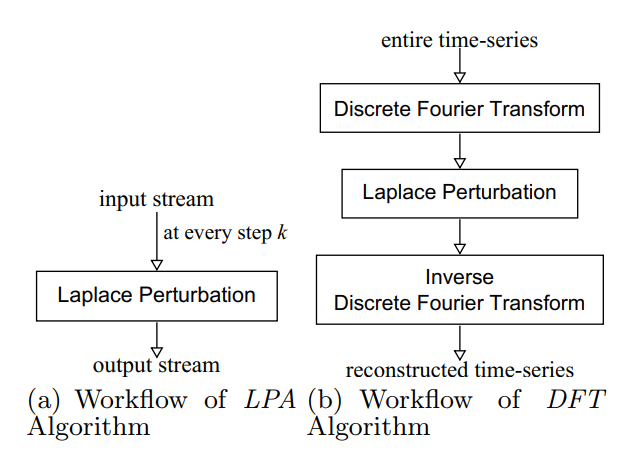 input stream
at every step k
Laplace Perturbation
output stream
(a) Workflow of LPA
Algorithm
entire time-series
Discrete Fourier Transform
Laplace Perturbation
Inverse
Discrete Fourier Transform
reconstructed time-series
(b) Workflow of DFT
Algorithm